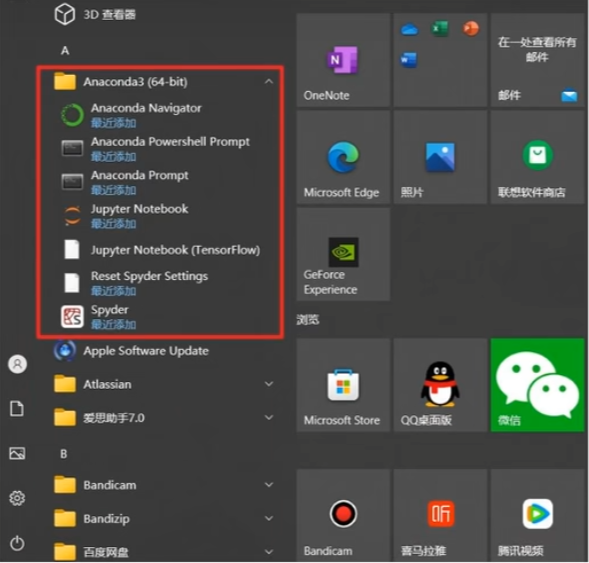 3D 查看器
A
Anaconda3 (64-bit)
Anaconda Navigator
最近添加
Anaconda Powershell Prompt
最近添加
Anaconda Prompt
最近添加
Jupyter Notebook
最近添加
Jupyter Notebook (TensorFlow)
Reset Spyder Settings
最近添加
Spyder
最近添加
Apple Software Update
Atlassian
爱思助手7.0
B
Bandicam
Bandizip
百度网盘
OneNote
在一处查看所有
邮件
邮件
Microsoft Edge
照片
联想软件商店
GeForce
Experience
浏览
Microsoft Store
QQ桌面版
微信
Bandicam
听
喜马拉雅
腾讯视频